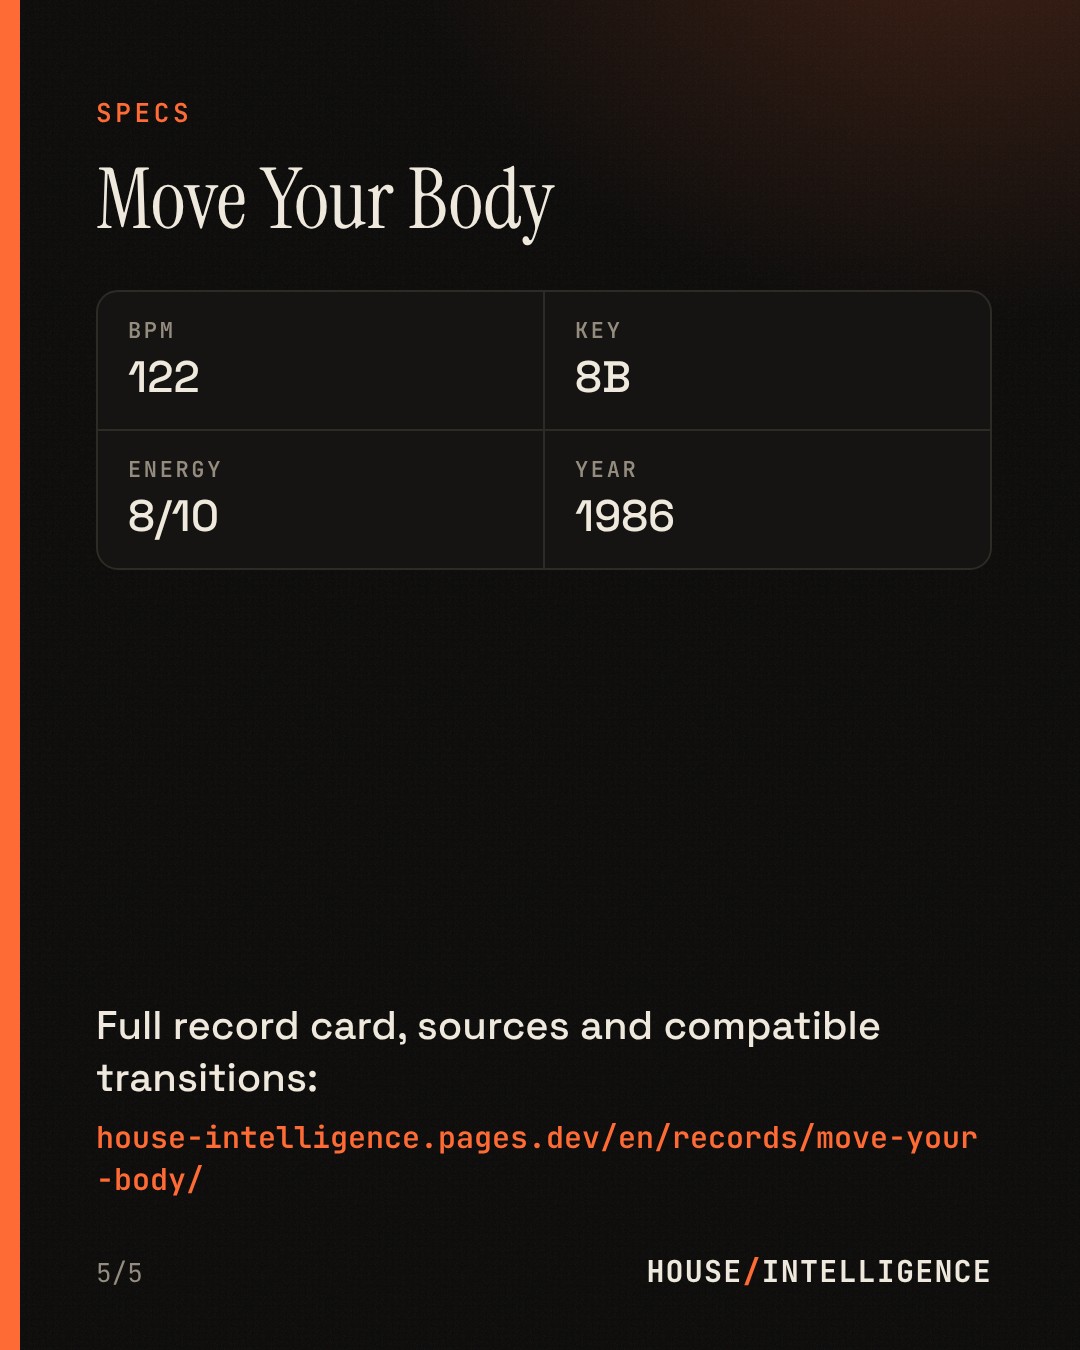 SPECS
Move Your Body
BPM
122
KEY
8B
ENERGY
8/10
YEAR
1986
Full record card, sources and compatible
transitions:
house-intelligence.pages.dev/en/records/move-your
-body/
5/5
HOUSE/INTELLIGENCE